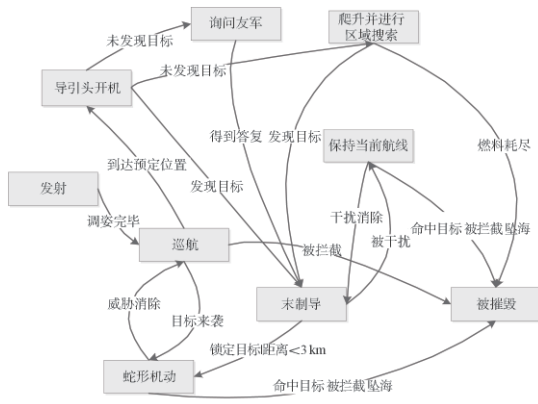 询问友军
爬升并进行
区域搜索
未发现目标
未发现目标
导引头开机
得到答复
发现目标
保持当前航线
燃料耗尽
到达预定位置
发现目标
发射
调姿完毕
干扰消除
命中目标 被拦截 坠海
巡航
被拦截
被干扰
威胁消除
目标来袭
末制导
被摧毁
锁定目标距离<3 km
蛇形机动
命中目标 被拦截 坠海